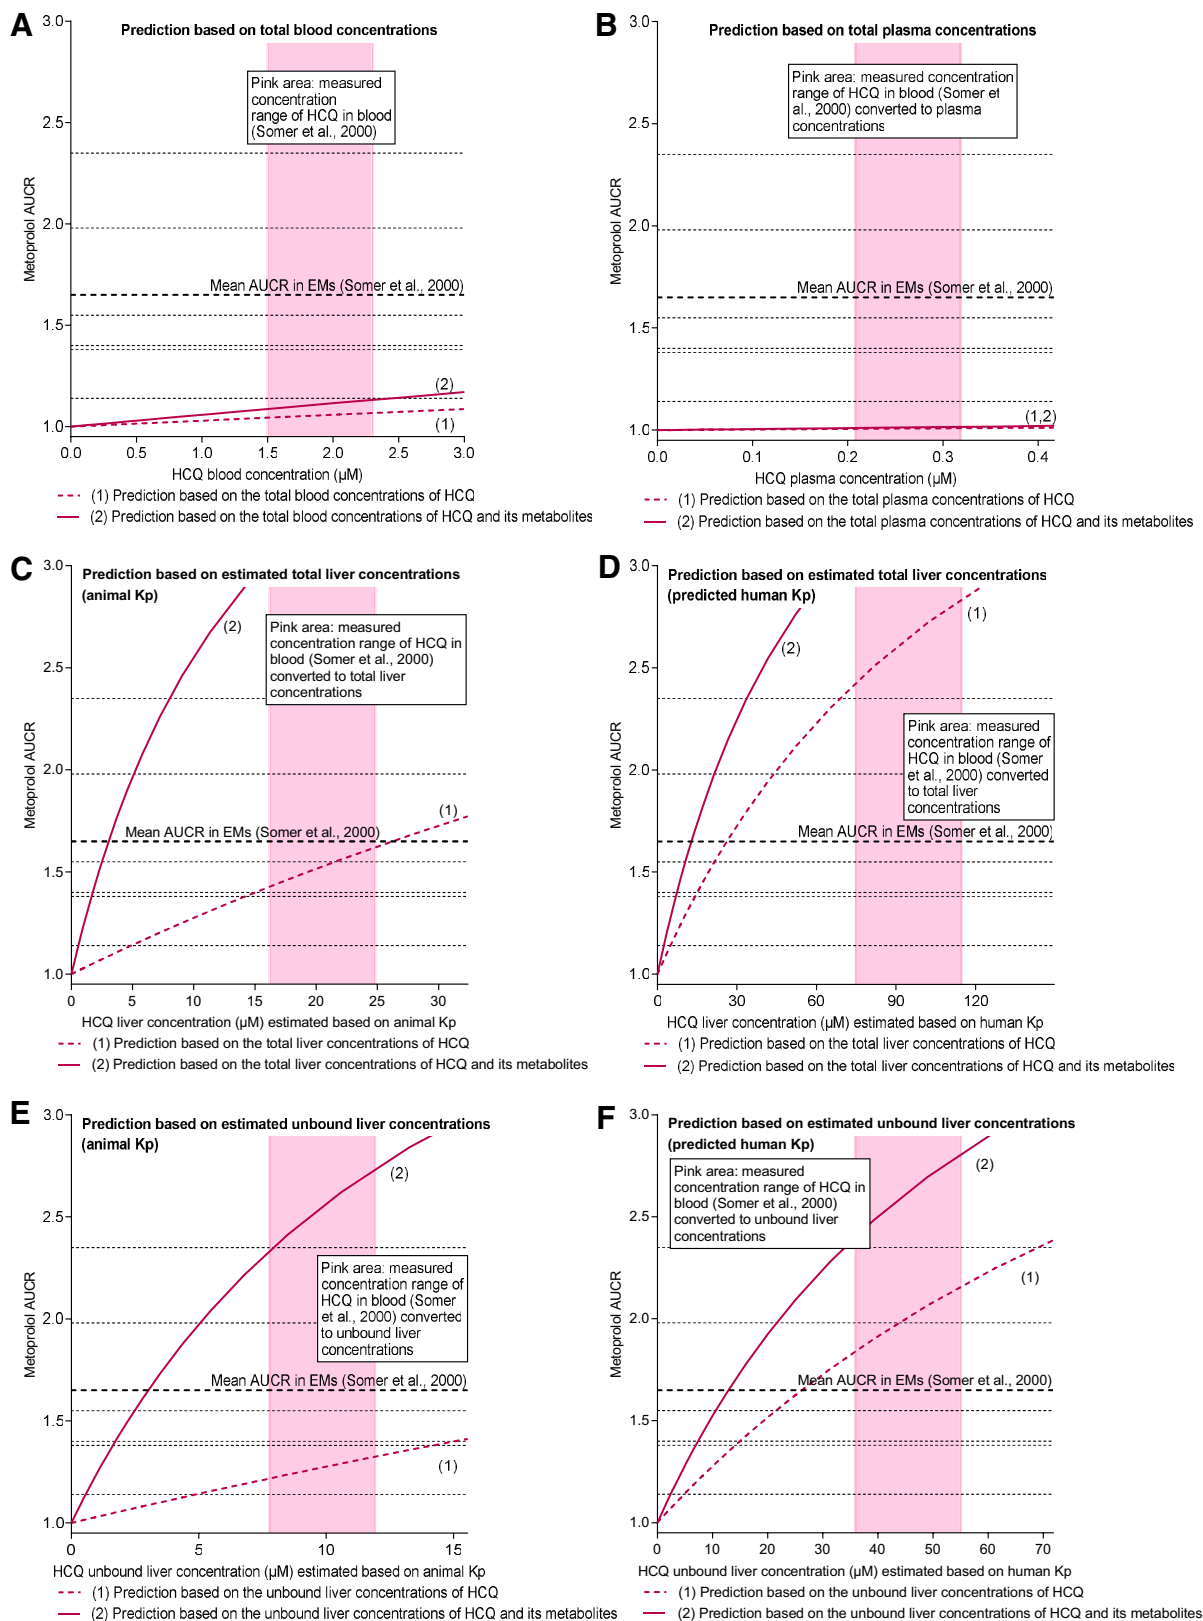 A
Prediction based on total blood concentrations
3.0
2.5
2.0
1.5
1.0
Metoprolol AUCR
Pink area: measured
concentration
range of HCQ in blood
(Somer et al., 2000)
Mean AUCR in EMs (Somer et al., 2000)
(2)
(1)
0.0 0.5 1.0 1.5 2.0 2.5 3.0
HCQ blood concentration (µM)
(1) Prediction based on the total blood concentrations of HCQ
(2) Prediction based on the total blood concentrations of HCQ and its metabolites
B
Prediction based on total plasma concentrations
3.0
2.5
2.0
1.5
1.0
Metoprolol AUCR
Pink area: measured concentration
range of HCQ in blood (Somer et
al., 2000) converted to plasma
concentrations
Mean AUCR in EMs (Somer et al., 2000)
(1,2)
0.0 0.1 0.2 0.3 0.4
HCQ plasma concentration (µM)
(1) Prediction based on the total plasma concentrations of HCQ
(2) Prediction based on the total plasma concentrations of HCQ and its metabolites
C
Prediction based on estimated total liver concentrations
(animal Kp)
3.0
2.5
2.0
1.5
1.0
Metoprolol AUCR
(2)
Pink area: measured
concentration range of HCQ in
blood (Somer et al., 2000)
converted to total liver
concentrations
(1)
Mean AUCR in EMs (Somer et al., 2000)
0 5 10 15 20 25 30
HCQ liver concentration (µM) estimated based on animal Kp
(1) Prediction based on the total liver concentrations of HCQ
(2) Prediction based on the total liver concentrations of HCQ and its metabolites
D
Prediction based on estimated total liver concentrations
(predicted human Kp)
3.0
2.5
2.0
1.5
1.0
Metoprolol AUCR
(1)
(2)
Pink area: measured
concentration range of
HCQ in blood (Somer
et al., 2000) converted
to total liver
concentrations
Mean AUCR in EMs (Somer et al., 2000)
0 30 60 90 120
HCQ liver concentration (µM) estimated based on human Kp
(1) Prediction based on the total liver concentrations of HCQ
(2) Prediction based on the total liver concentrations of HCQ and its metabolites
E
Prediction based on estimated unbound liver concentrations
(animal Kp)
3.0
2.5
2.0
1.5
1.0
Metoprolol AUCR
(2)
Pink area: measured
concentration range of
HCQ in blood (Somer
et al., 2000) converted
to unbound liver
concentrations
Mean AUCR in EMs (Somer et al., 2000)
(1)
0 5 10 15
HCQ unbound liver concentration (µM) estimated based on animal Kp
(1) Prediction based on the unbound liver concentrations of HCQ
(2) Prediction based on the unbound liver concentrations of HCQ and its metabolites
F
Prediction based on estimated unbound liver concentrations
(predicted human Kp)
3.0
2.5
2.0
1.5
1.0
Metoprolol AUCR
Pink area: measured
concentration range of HCQ in
blood (Somer et al., 2000)
converted to unbound liver
concentrations
(2)
(1)
Mean AUCR in EMs (Somer et al., 2000)
0 10 20 30 40 50 60 70
HCQ unbound liver concentration (µM) estimated based on human Kp
(1) Prediction based on the unbound liver concentrations of HCQ
(2) Prediction based on the unbound liver concentrations of HCQ and its metabolites